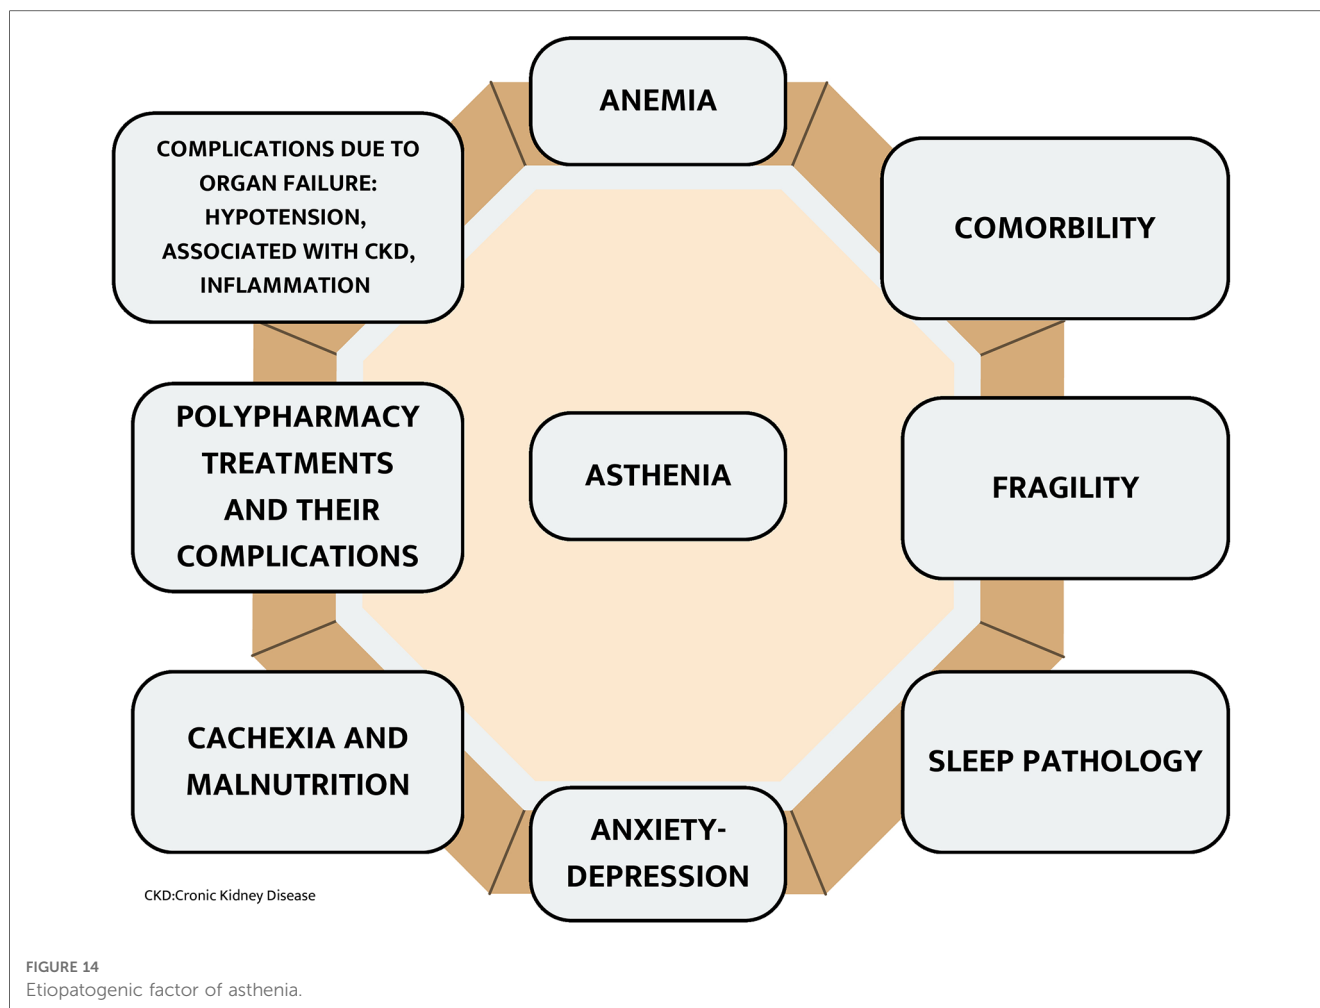 ANEMIA
COMPLICATIONS DUE TO
ORGAN FAILURE:
HYPOTENSION,
ASSOCIATED WITH CKD,
INFLAMMATION
COMORBILITY
POLYPHARMACY
TREATMENTS
AND THEIR
COMPLICATIONS
ASTHENIA
FRAGILITY
CACHEXIA AND
MALNUTRITION
SLEEP PATHOLOGY
ANXIETY-
DEPRESSION
CKD:Cronic Kidney Disease
FIGURE 14
Etiopatogenic factor of asthenia.